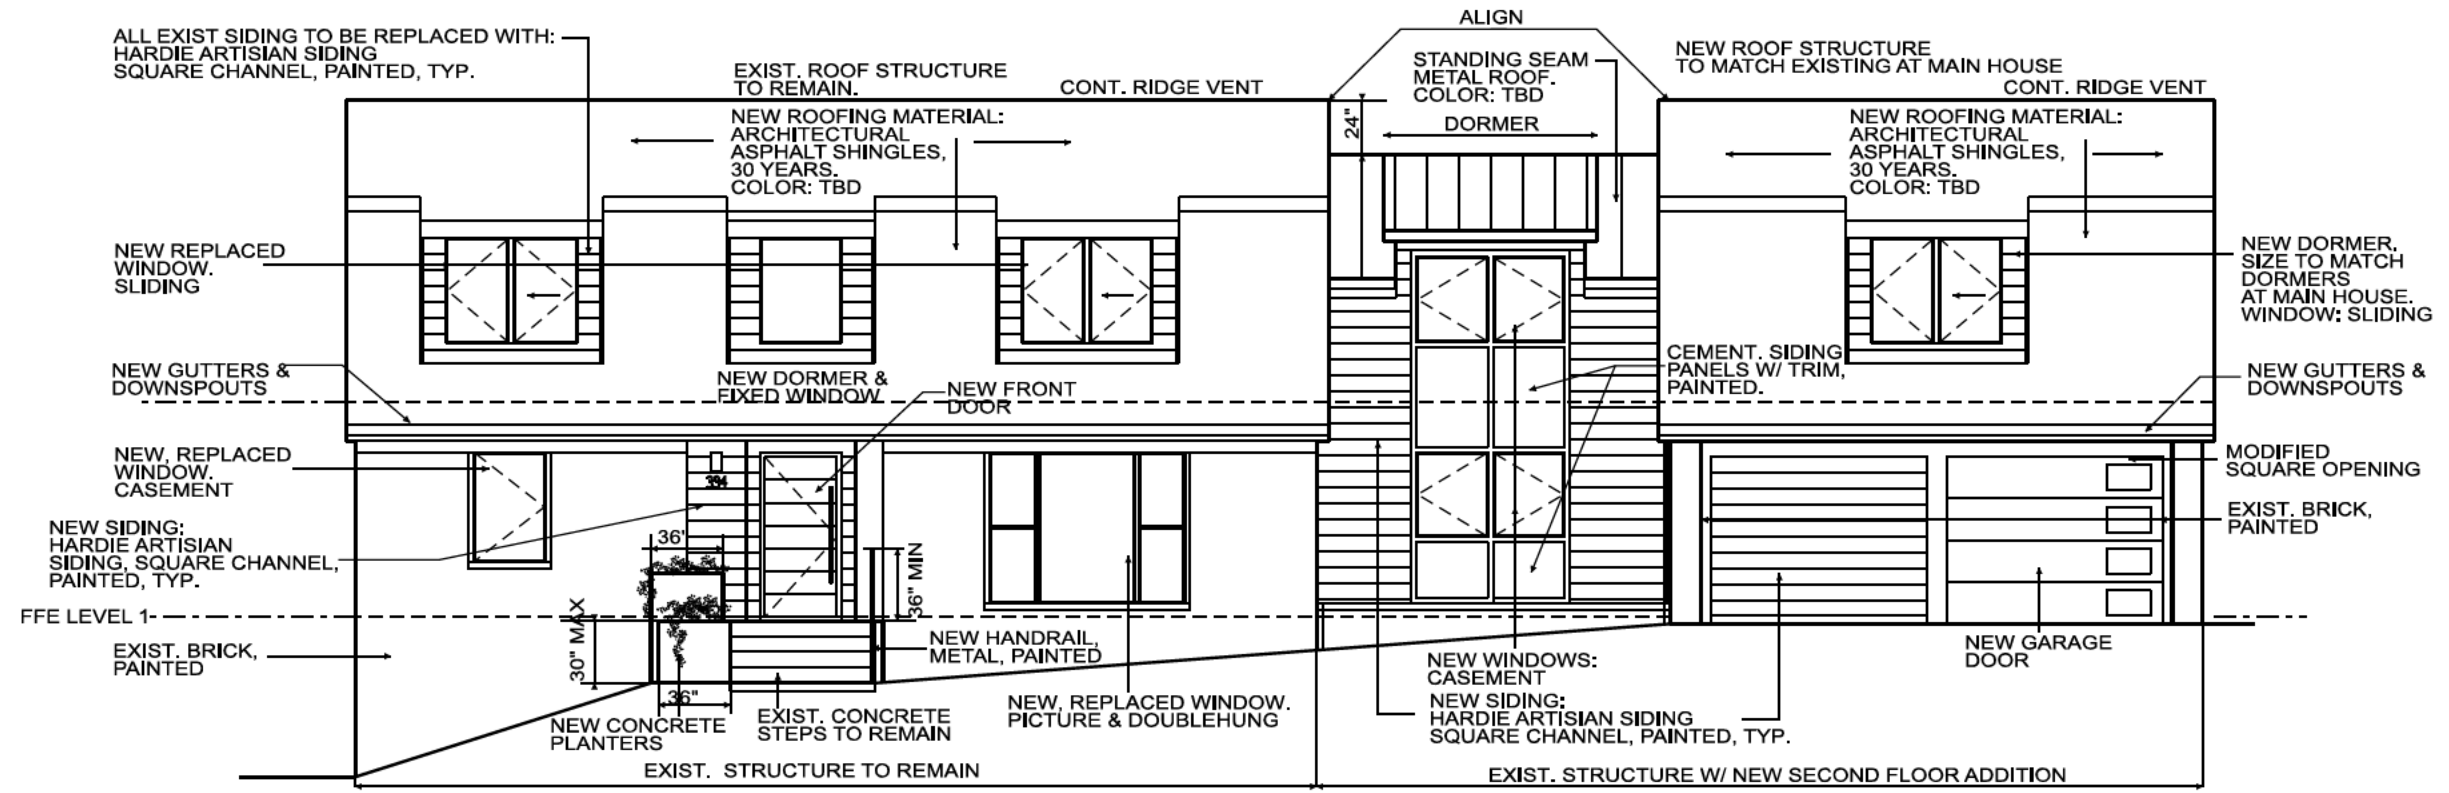 ALIGN
ALL EXIST SIDING TO BE REPLACED WITH:
HARDIE ARTISIAN SIDING
SQUARE CHANNEL, PAINTED, TYP.
EXIST. ROOF STRUCTURE
TO REMAIN.
CONT. RIDGE VENT
STANDING SEAM
METAL ROOF.
COLOR: TBD
NEW ROOF STRUCTURE
TO MATCH EXISTING AT MAIN HOUSE
CONT. RIDGE VENT
NEW ROOFING MATERIAL:
ARCHITECTURAL
ASPHALT SHINGLES,
30 YEARS.
COLOR: TBD
24"
DORMER
NEW ROOFING MATERIAL:
ARCHITECTURAL
ASPHALT SHINGLES,
30 YEARS.
COLOR: TBD
NEW REPLACED
WINDOW.
SLIDING
NEW DORMER.
SIZE TO MATCH
DORMERS
AT MAIN HOUSE.
WINDOW: SLIDING
NEW GUTTERS &
DOWNSPOUTS
NEW DORMER &
FIXED WINDOW
NEW FRONT
DOOR
CEMENT. SIDING
PANELS W/ TRIM,
PAINTED.
NEW GUTTERS &
DOWNSPOUTS
NEW, REPLACED
WINDOW.
CASEMENT
394
MODIFIED
SQUARE OPENING
NEW SIDING:
HARDIE ARTISIAN
SIDING, SQUARE CHANNEL,
PAINTED, TYP.
36'
36" MIN
EXIST. BRICK,
PAINTED
FFE LEVEL 1
30" MAX
EXIST. BRICK,
PAINTED
NEW HANDRAIL,
METAL, PAINTED
NEW WINDOWS:
CASEMENT
NEW GARAGE
DOOR
36"
NEW CONCRETE
PLANTERS
EXIST. CONCRETE
STEPS TO REMAIN
NEW, REPLACED WINDOW.
PICTURE & DOUBLEHUNG
NEW SIDING:
HARDIE ARTISIAN SIDING
SQUARE CHANNEL, PAINTED, TYP.
EXIST. STRUCTURE TO REMAIN
EXIST. STRUCTURE W/ NEW SECOND FLOOR ADDITION